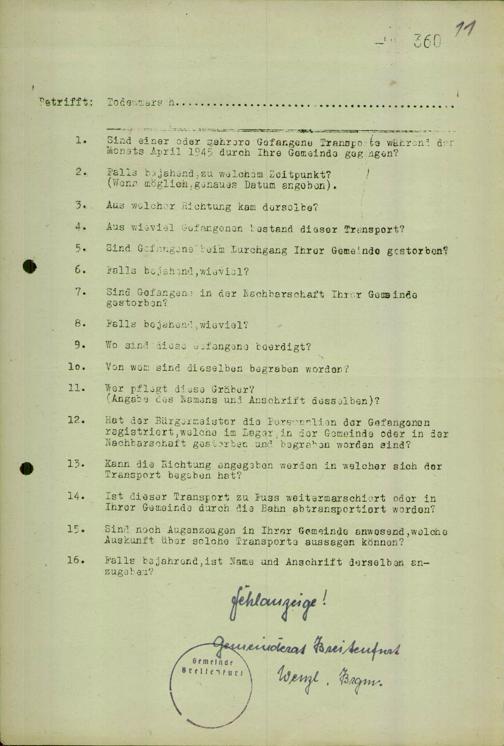 11
360
Betrifft: Todesmarsch..........................................
1. Sind einer oder mehrere Gefangene Transporte während des
Monats April 1945 durch Ihre Gemeinde gegangen?
2. Falls bejahend,zu welchem Zeitpunkt?
(Wenn möglich,genaues Datum angeben).
3. Aus welcher Richtung kam derselbe?
4. Aus wieviel Gefangenen bestand dieser Transport?
5. Sind Gefangene beim Durchgang Ihrer Gemeinde gestorben?
6. Falls bejahend,wieviel?
7. Sind Gefangene in der Nachbarschaft Ihrer Gemeinde
gestorben?
8. Falls bejahend,wieviel?
9. Wo sind diese Gefangene beerdigt?
1o. Von wem sind dieselben begraben worden?
11. Wer pflegt diese Gräber?
(Angabe des Namens und Anschrift desselben)?
12. Hat der Bürgermeister die Personalien der Gefangenen
registriert,welche im Lager,in der Gemeinde oder in der
Nachbarschaft gestorben und begraben worden sind?
13. Kann die Richtung angegeben werden in welcher sich der
Transport begeben hat?
14. Ist dieser Transport zu Fuss weitermarschiert oder in
Ihrer Gemeinde durch die Bahn abtransportiert worden?
15. Sind noch Augenzeugen in Ihrer Gemeinde anwesend,welche
Auskunft über solche Transporte aussagen können?
16. Falls bejahrend,ist Name und Anschrift derselben an-
zugeben?
Fehlanzeige!
Gemeinderat Breitenfurt
Wenzl. Brgm.
Gemeinde
Breitenfurt